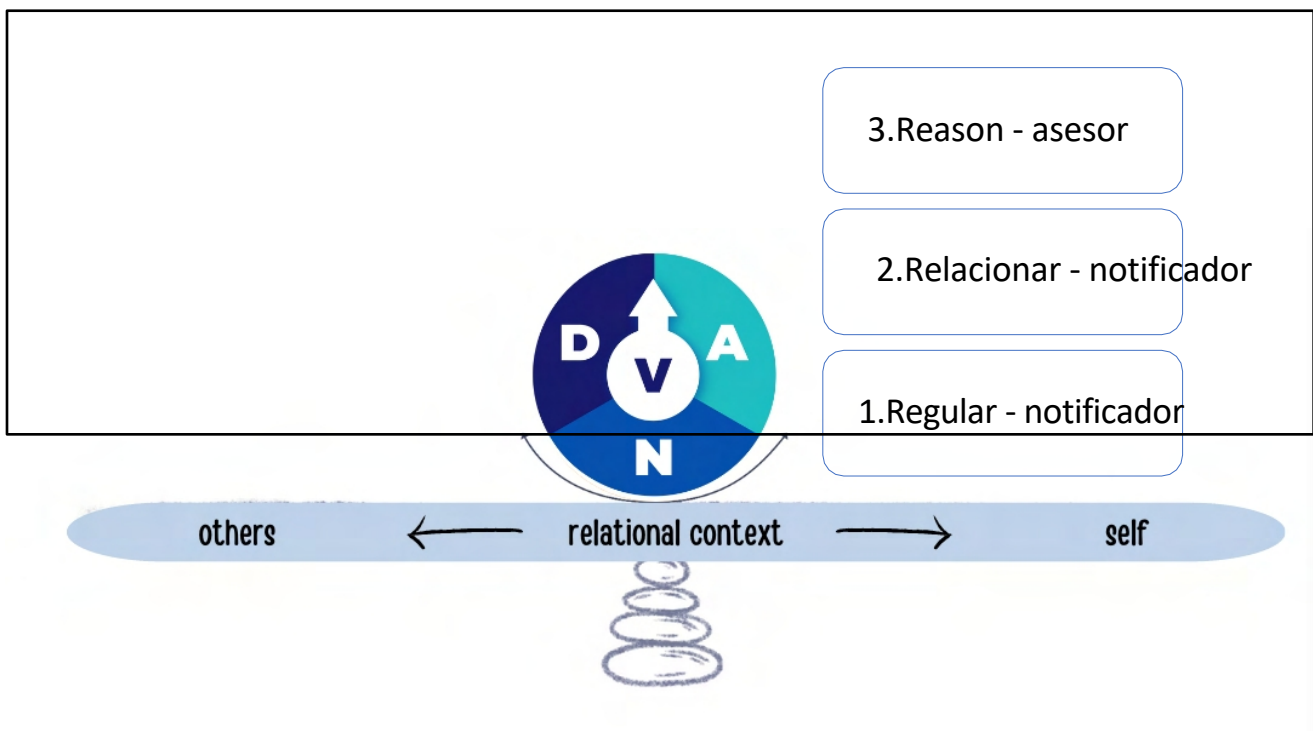 3.Reason - asesor
2.Relacionar - notificador
D A
V
1.Regular - notificador
N
others relational context self